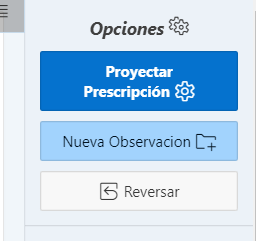 Opciones
Proyectar
Prescripción
Nueva Observacion
Reversar